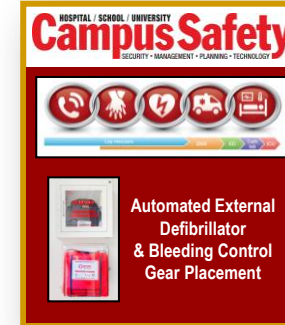 HOSPITAL / SCHOOL / UNIVERSITY
Campus Safety
SECURITY • MANAGEMENT • PLANNING • TECHNOLOGY
Automated External
Defibrillator
& Bleeding Control
Gear Placement